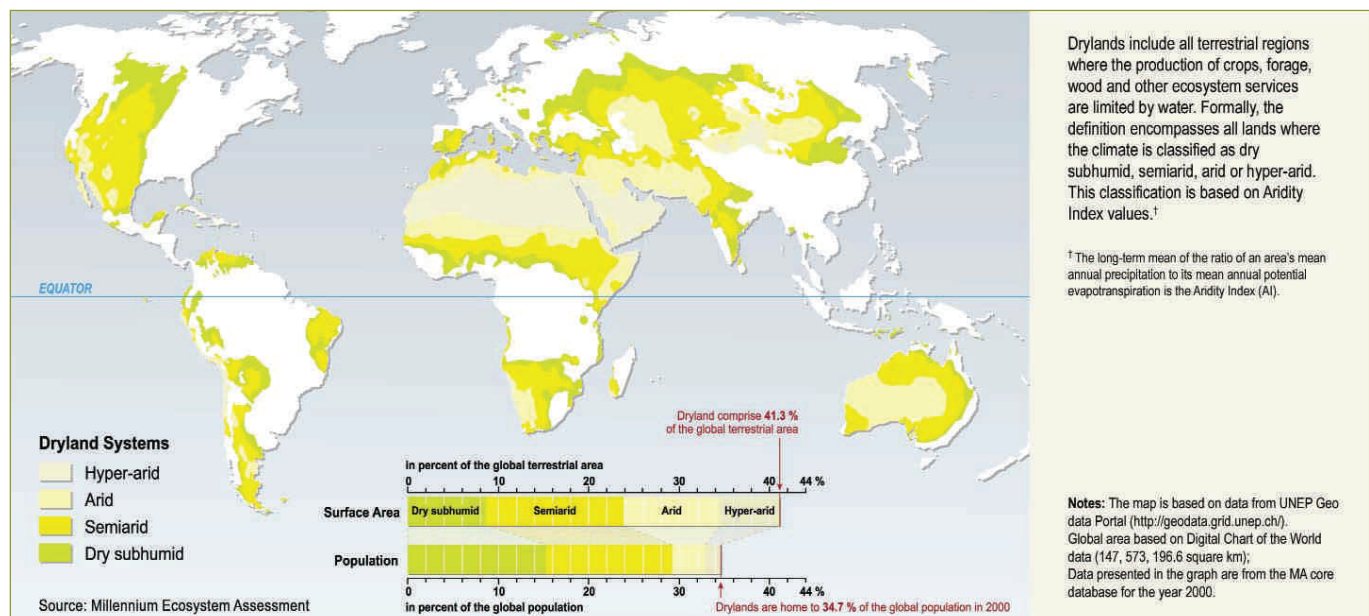 EQUATOR
Dryland Systems
Hyper-arid
Arid
Semiarid
Dry subhumid
Source: Millennium Ecosystem Assessment
Dryland comprise 41.3 %
of the global terrestrial area
in percent of the global terrestrial area
0 10 20 30 40 44 %
Surface Area Dry subhumid Semiarid Arid Hyper-arid
Population
0 10 20 30 40 44 %
in percent of the global population
Drylands are home to 34.7 % of the global population in 2000
Drylands include all terrestrial regions
where the production of crops, forage,
wood and other ecosystem services
are limited by water. Formally, the
definition encompasses all lands where
the climate is classified as dry
subhumid, semiarid, arid or hyper-arid.
This classification is based on Aridity
Index values.†
† The long-term mean of the ratio of an area's mean
annual precipitation to its mean annual potential
evapotranspiration is the Aridity Index (AI).
Notes: The map is based on data from UNEP Geo
data Portal (http://geodata.grid.unep.ch/).
Global area based on Digital Chart of the World
data (147, 573, 196.6 square km);
Data presented in the graph are from the MA core
database for the year 2000.